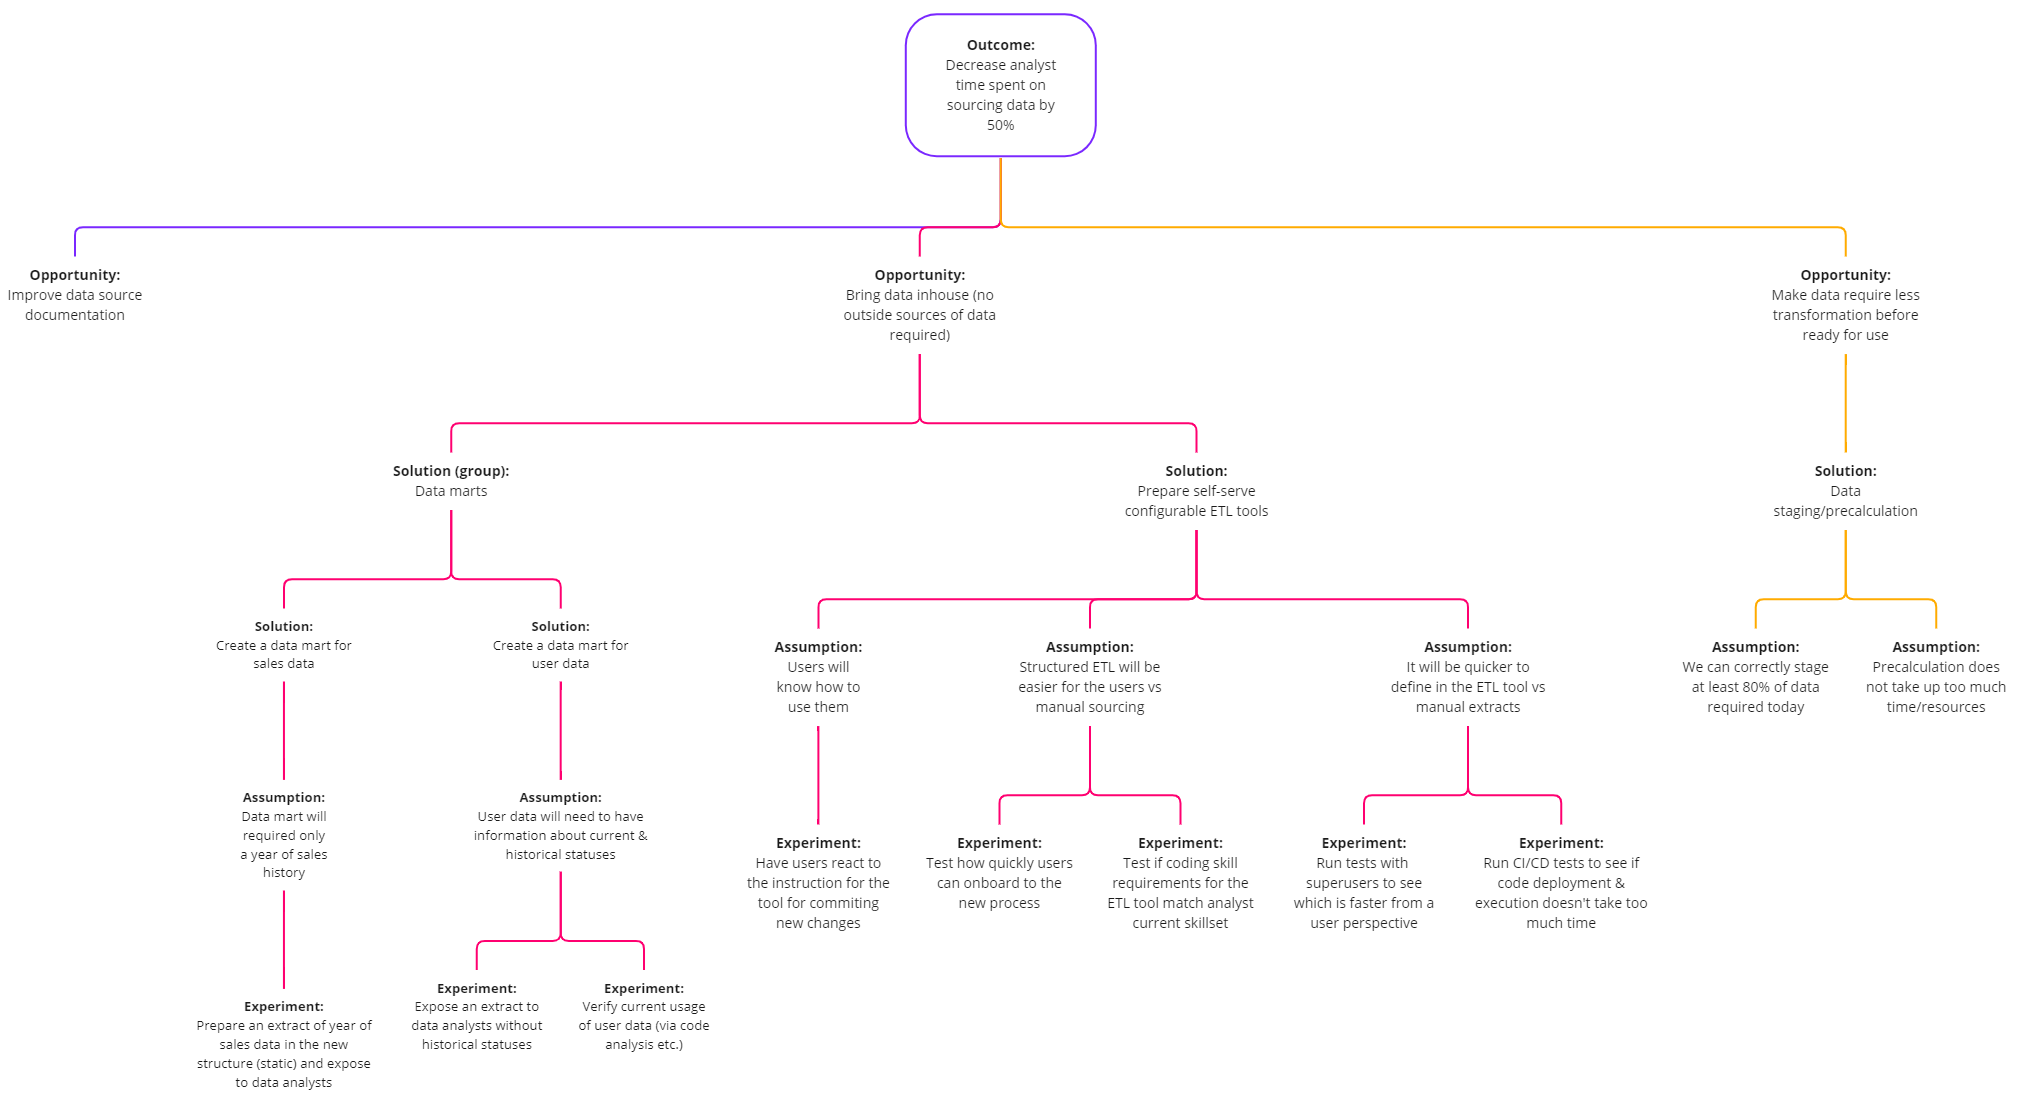 Outcome:
Decrease analyst
time spent on
sourcing data by
50%
Opportunity:
Improve data source
documentation
Opportunity:
Bring data inhouse (no
outside sources of data
required)
Opportunity:
Make data require less
transformation before
ready for use
Solution (group):
Data marts
Solution:
Prepare self-serve
configurable ETL tools
Solution:
Data
staging/precalculation
Solution:
Create a data mart for
sales data
Solution:
Create a data mart for
user data
Assumption:
Users will
know how to
use them
Assumption:
Structured ETL will be
easier for the users vs
manual sourcing
Assumption:
It will be quicker to
define in the ETL tool vs
manual extracts
Assumption:
We can correctly stage
at least 80% of data
required today
Assumption:
Precalculation does
not take up too much
time/resources
Assumption:
Data mart will
required only
a year of sales
history
Assumption:
User data will need to have
information about current &
historical statuses
Experiment:
Have users react to
the instruction for the
tool for commiting
new changes
Experiment:
Test how quickly users
can onboard to the
new process
Experiment:
Test if coding skill
requirements for the
ETL tool match analyst
current skillset
Experiment:
Run tests with
superusers to see
which is faster from a
user perspective
Experiment:
Run CI/CD tests to see if
code deployment &
execution doesn't take too
much time
Experiment:
Prepare an extract of year of
sales data in the new
structure (static) and expose
to data analysts
Experiment:
Expose an extract to
data analysts without
historical statuses
Experiment:
Verify current usage
of user data (via code
analysis etc.)